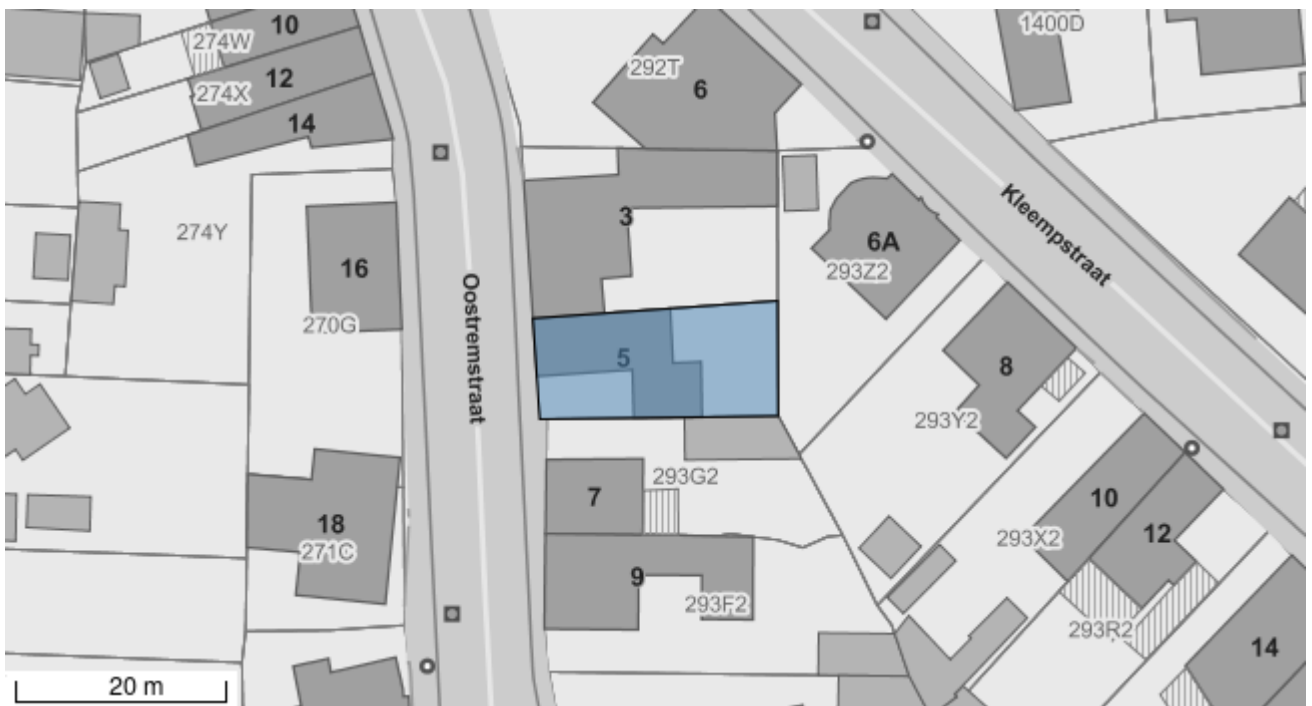 10
274W
12
274X
14
274Y
16
270G
18
271C
Oostremstraat
292T
6
3
5
7
293G2
9
293F2
1400D
Kleempstraat
6A
293Z2
8
293Y2
10
293X2
12
293R2
14
20 m